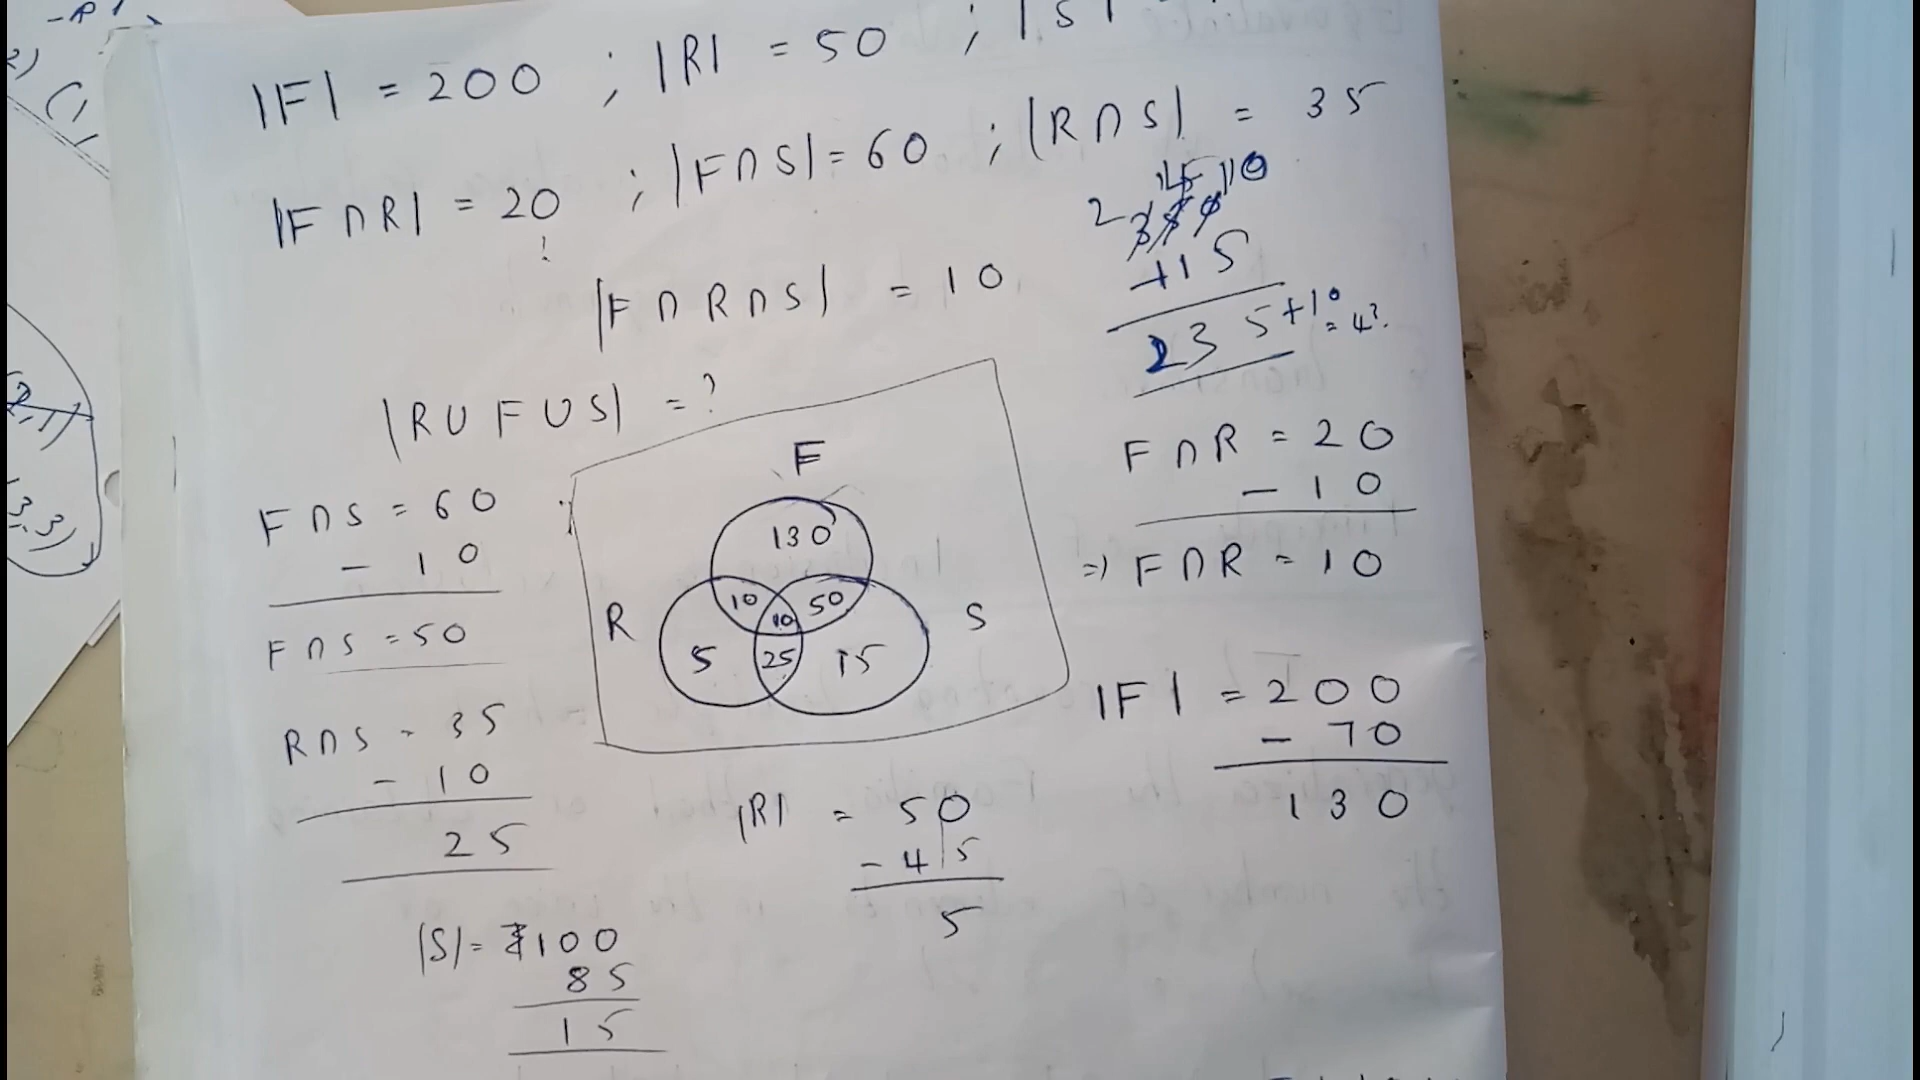 |F| = 200 ; |R| = 50 ; |S|
|F ∩ R| = 20 ; |F ∩ S| = 60 ; |R ∩ S| = 35
|F ∩ R ∩ S| = 10
|R ∪ F ∪ S| = ?
+15
235+10
F ∩ S = 60
- 10
F ∩ S = 50
R ∩ S = 35
- 10
25
|S| = 100
85
15
F
130
10
50
10
R
S
5
25
15
|R| = 50
- 45
5
F ∩ R = 20
- 10
=) F ∩ R = 10
|F| = 200
- 70
130